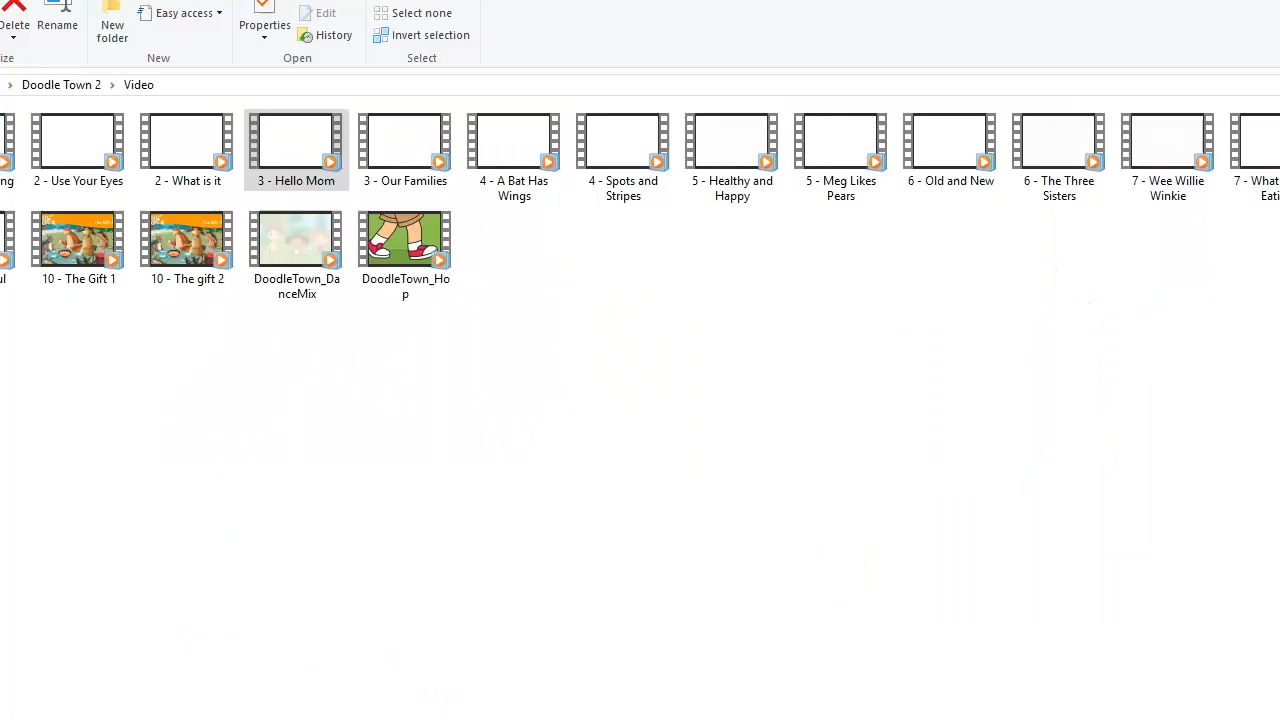 Delete
Rename
New
folder
Easy access
Properties
Edit
History
Select none
Invert selection
New
Open
Select
Doodle Town 2 › Video
2 - Use Your Eyes
2 - What is it
3 - Hello Mom
3 - Our Families
4 - A Bat Has
Wings
4 - Spots and
Stripes
5 - Healthy and
Happy
5 - Meg Likes
Pears
6 - Old and New
6 - The Three
Sisters
7 - Wee Willie
Winkie
7 - What
10 - The Gift 1
10 - The gift 2
DoodleTown_Da
nceMix
DoodleTown_Ho
p